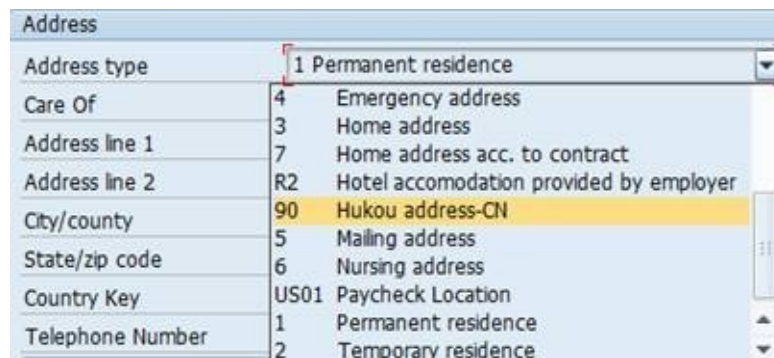 Address
Address type 1 Permanent residence
Care Of
4 Emergency address
3 Home address
Address line 1
7 Home address acc. to contract
Address line 2
R2 Hotel accomodation provided by employer
City/county
90 Hukou address-CN
5 Mailing address
State/zip code
6 Nursing address
Country Key
US01 Paycheck Location
1 Permanent residence
Telephone Number
2 Temporary residence